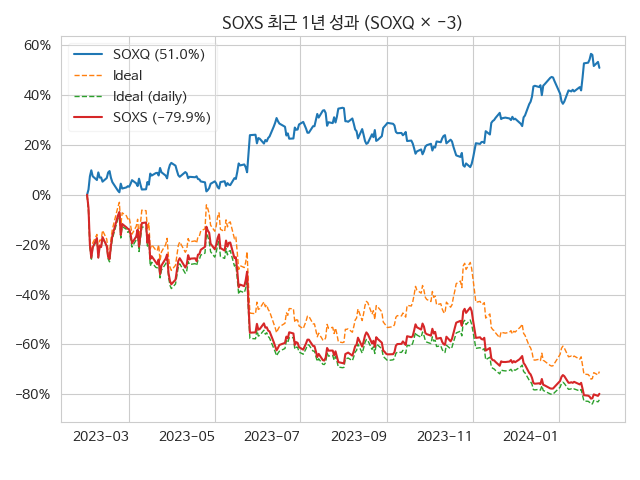 SOXS 최근 1년 성과 (SOXQ × −3)
60%
40%
20%
0%
−20%
−40%
−60%
−80%
SOXQ (51.0%)
Ideal
Ideal (daily)
SOXS (−79.9%)
2023−03
2023−05
2023−07
2023−09
2023−11
2024−01